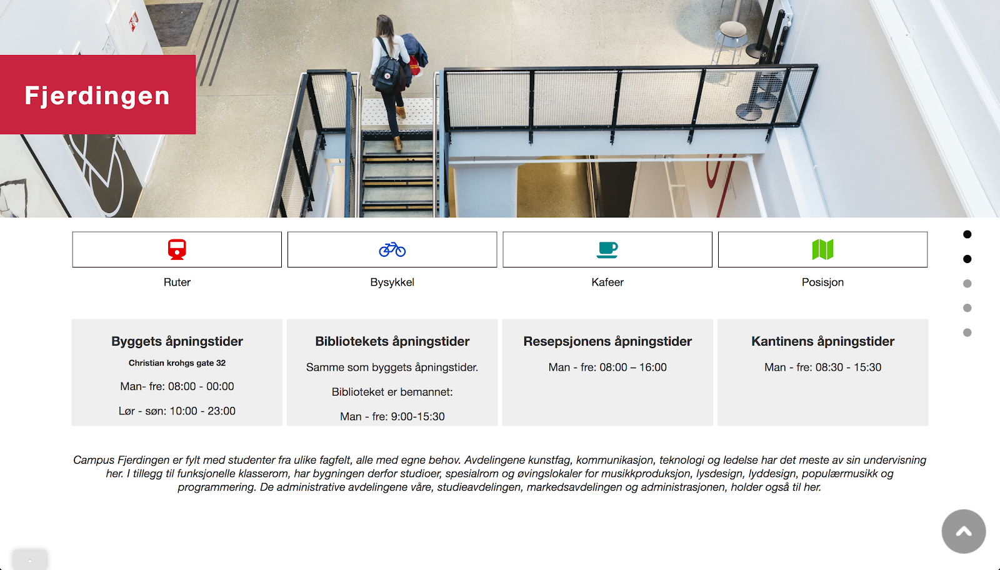 Fjerdingen
Ruter
Bysykkel
Kafeer
Posisjon
Byggets åpningstider
Christian krohgs gate 32
Man- fre: 08:00 - 00:00
Lør - søn: 10:00 - 23:00
Bibliotekets åpningstider
Samme som byggets åpningstider.
Biblioteket er bemannet:
Man - fre: 9:00-15:30
Resepsjonens åpningstider
Man - fre: 08:00 – 16:00
Kantinens åpningstider
Man - fre: 08:30 - 15:30
Campus Fjerdingen er fylt med studenter fra ulike fagfelt, alle med egne behov. Avdelingene kunstfag, kommunikasjon, teknologi og ledelse har det meste av sin undervisning
her. I tillegg til funksjonelle klasserom, har bygningen derfor studioer, spesialrom og øvingslokaler for musikkproduksjon, lysdesign, lyddesign, populærmusikk og
programmering. De administrative avdelingene våre, studieavdelingen, markedsavdelingen og administrasjonen, holder også til her.